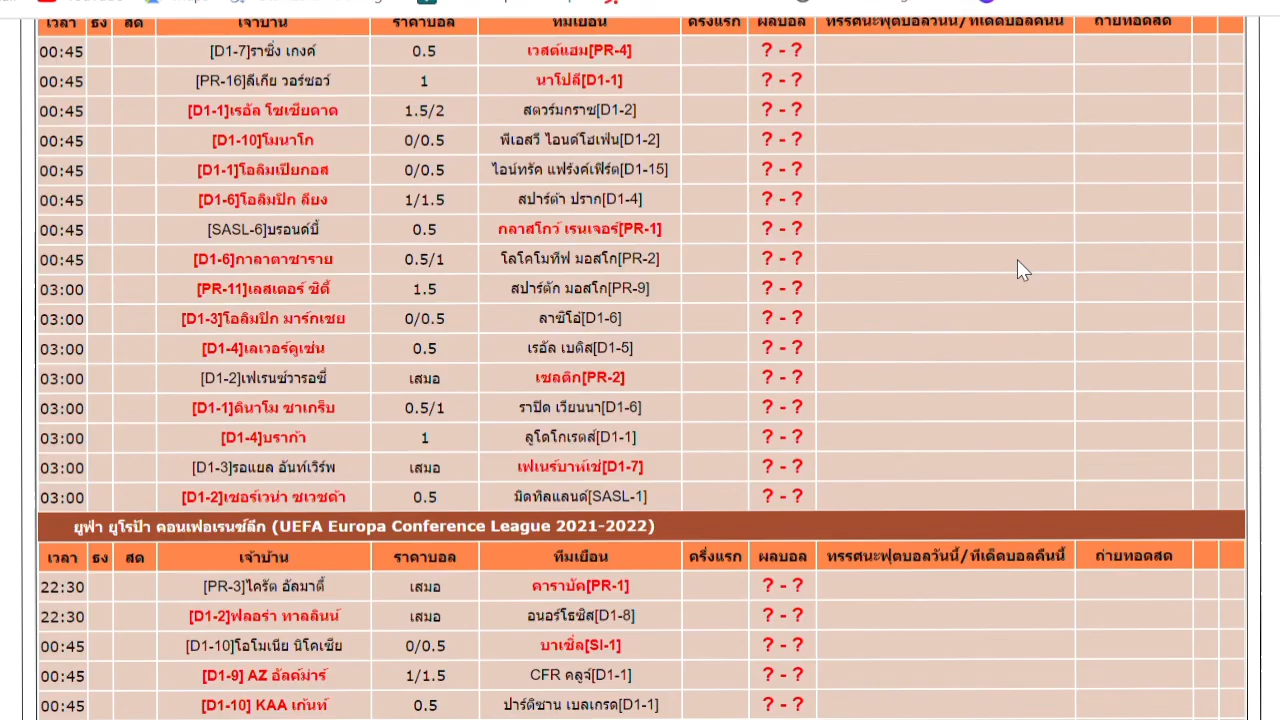 เวลา ธง สด เจ้าบ้าน ราคาบอล ทีมเยือน ครึ่งแรก ผลบอล ทรรศนะฟุตบอลวันนี้/ทีเด็ดบอลคืนนี้ ถ่ายทอดสด
00:45 [D1-7]ราซิ่ง เกงค์ 0.5 เวสต์แฮม[PR-4] ? - ?
00:45 [PR-16]ลีเกีย วอร์ซอว์ 1 นาโปลี[D1-1] ? - ?
00:45 [D1-1]เรอัล โซเซียดาด 1.5/2 สตวร์มกราซ[D1-2] ? - ?
00:45 [D1-10]โมนาโก 0/0.5 พีเอสวี ไอนด์โฮเฟ่น[D1-2] ? - ?
00:45 [D1-1]โอลิมเปียกอส 0/0.5 ไอน์ทรัค แฟร้งค์เฟิร์ต[D1-15] ? - ?
00:45 [D1-6]โอลิมปิก ลียง 1/1.5 สปาร์ต้า ปราก[D1-4] ? - ?
00:45 [SASL-6]บรอนด์บี้ 0.5 กลาสโกว์ เรนเจอร์[PR-1] ? - ?
00:45 [D1-6]กาลาตาซาราย 0.5/1 โลโคโมทีฟ มอสโก[PR-2] ? - ?
03:00 [PR-11]เลสเตอร์ ซิตี้ 1.5 สปาร์ตัก มอสโก[PR-9] ? - ?
03:00 [D1-3]โอลิมปิก มาร์กเซย 0/0.5 ลาซิโอ่[D1-6] ? - ?
03:00 [D1-4]เลเวอร์คูเซ่น 0.5 เรอัล เบติส[D1-5] ? - ?
03:00 [D1-2]เฟเรนซ์วารอซี่ เสมอ เซลติก[PR-2] ? - ?
03:00 [D1-1]ดินาโม ซาเกร็บ 0.5/1 ราปิด เวียนนา[D1-6] ? - ?
03:00 [D1-4]บราก้า 1 ลูโดโกเรตส์[D1-1] ? - ?
03:00 [D1-3]รอแยล อันท์เวิร์พ เสมอ เฟเนร์บาห์เช่[D1-7] ? - ?
03:00 [D1-2]เซอร์เวน่า ซเวซด้า 0.5 มิดทิลแลนด์[SASL-1] ? - ?
ยูฟ่า ยูโรป้า คอนเฟอเรนซ์ลีก (UEFA Europa Conference League 2021-2022)
เวลา ธง สด เจ้าบ้าน ราคาบอล ทีมเยือน ครึ่งแรก ผลบอล ทรรศนะฟุตบอลวันนี้/ทีเด็ดบอลคืนนี้ ถ่ายทอดสด
22:30 [PR-3]ไครัต อัลมาตี้ เสมอ คาราบัค[PR-1] ? - ?
22:30 [D1-2]ฟลอร่า ทาลลินน์ เสมอ อนอร์โธซิส[D1-8] ? - ?
00:45 [D1-10]โอโมเนีย นิโคเซีย 0/0.5 บาเซิ่ล[SI-1] ? - ?
00:45 [D1-9] AZ อัลค์ม่าร์ 1/1.5 CFR คลูจ์[D1-1] ? - ?
00:45 [D1-10] KAA เก้นท์ 0.5 ปาร์ติซาน เบลเกรด[D1-1] ? - ?